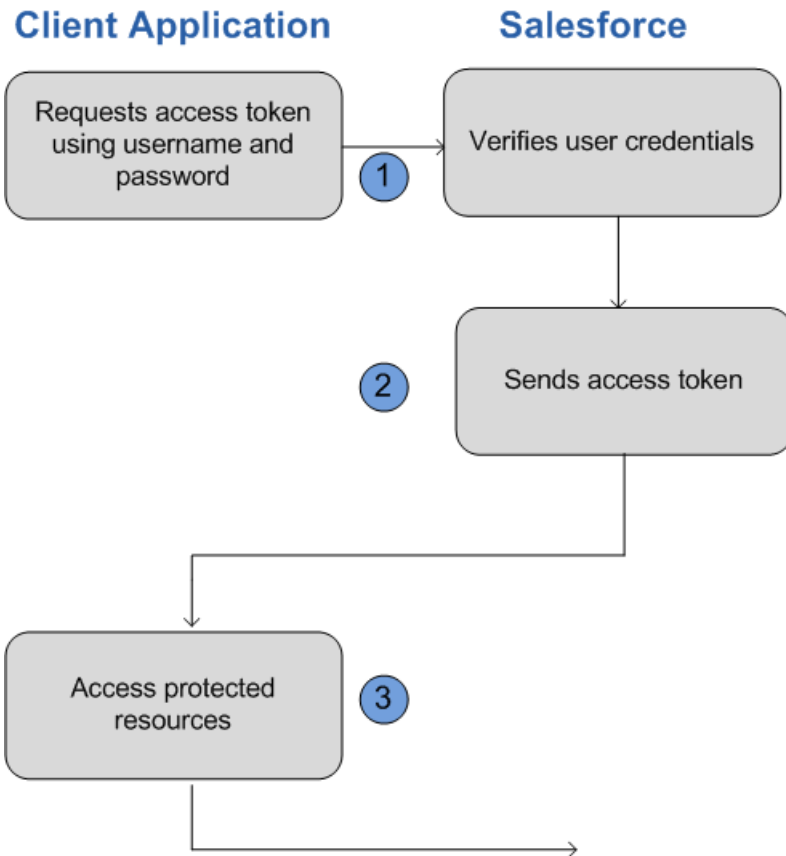 Client Application
Salesforce
Requests access token
using username and
password
1
Verifies user credentials
2
Sends access token
Access protected
resources
3